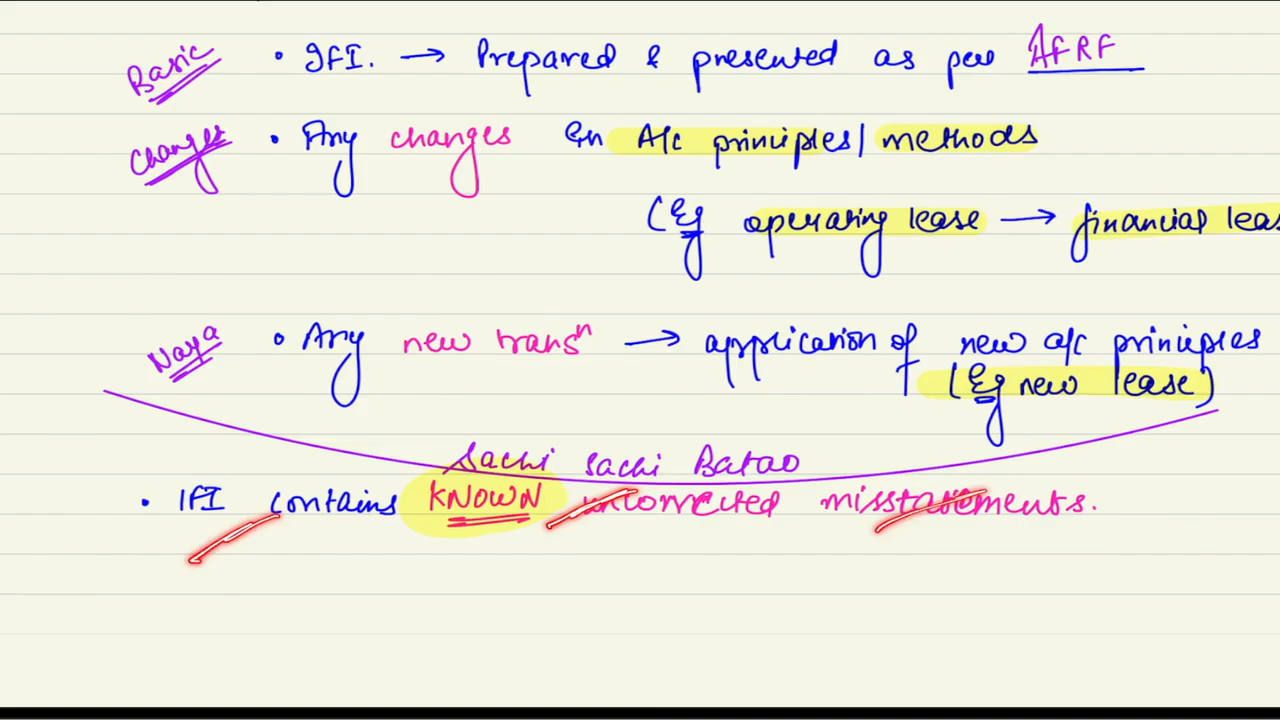 Basic • IFI. → Prepared & presented as per AFRF
Changes • Any changes in A/c principles/ methods
(Eg operating lease → financial leas
Naya • Any new transⁿ → application of new a/c principles
(Eg new lease)
Sachi Sachi Batao
• IFI contains KNOWN uncorrected misstatements.